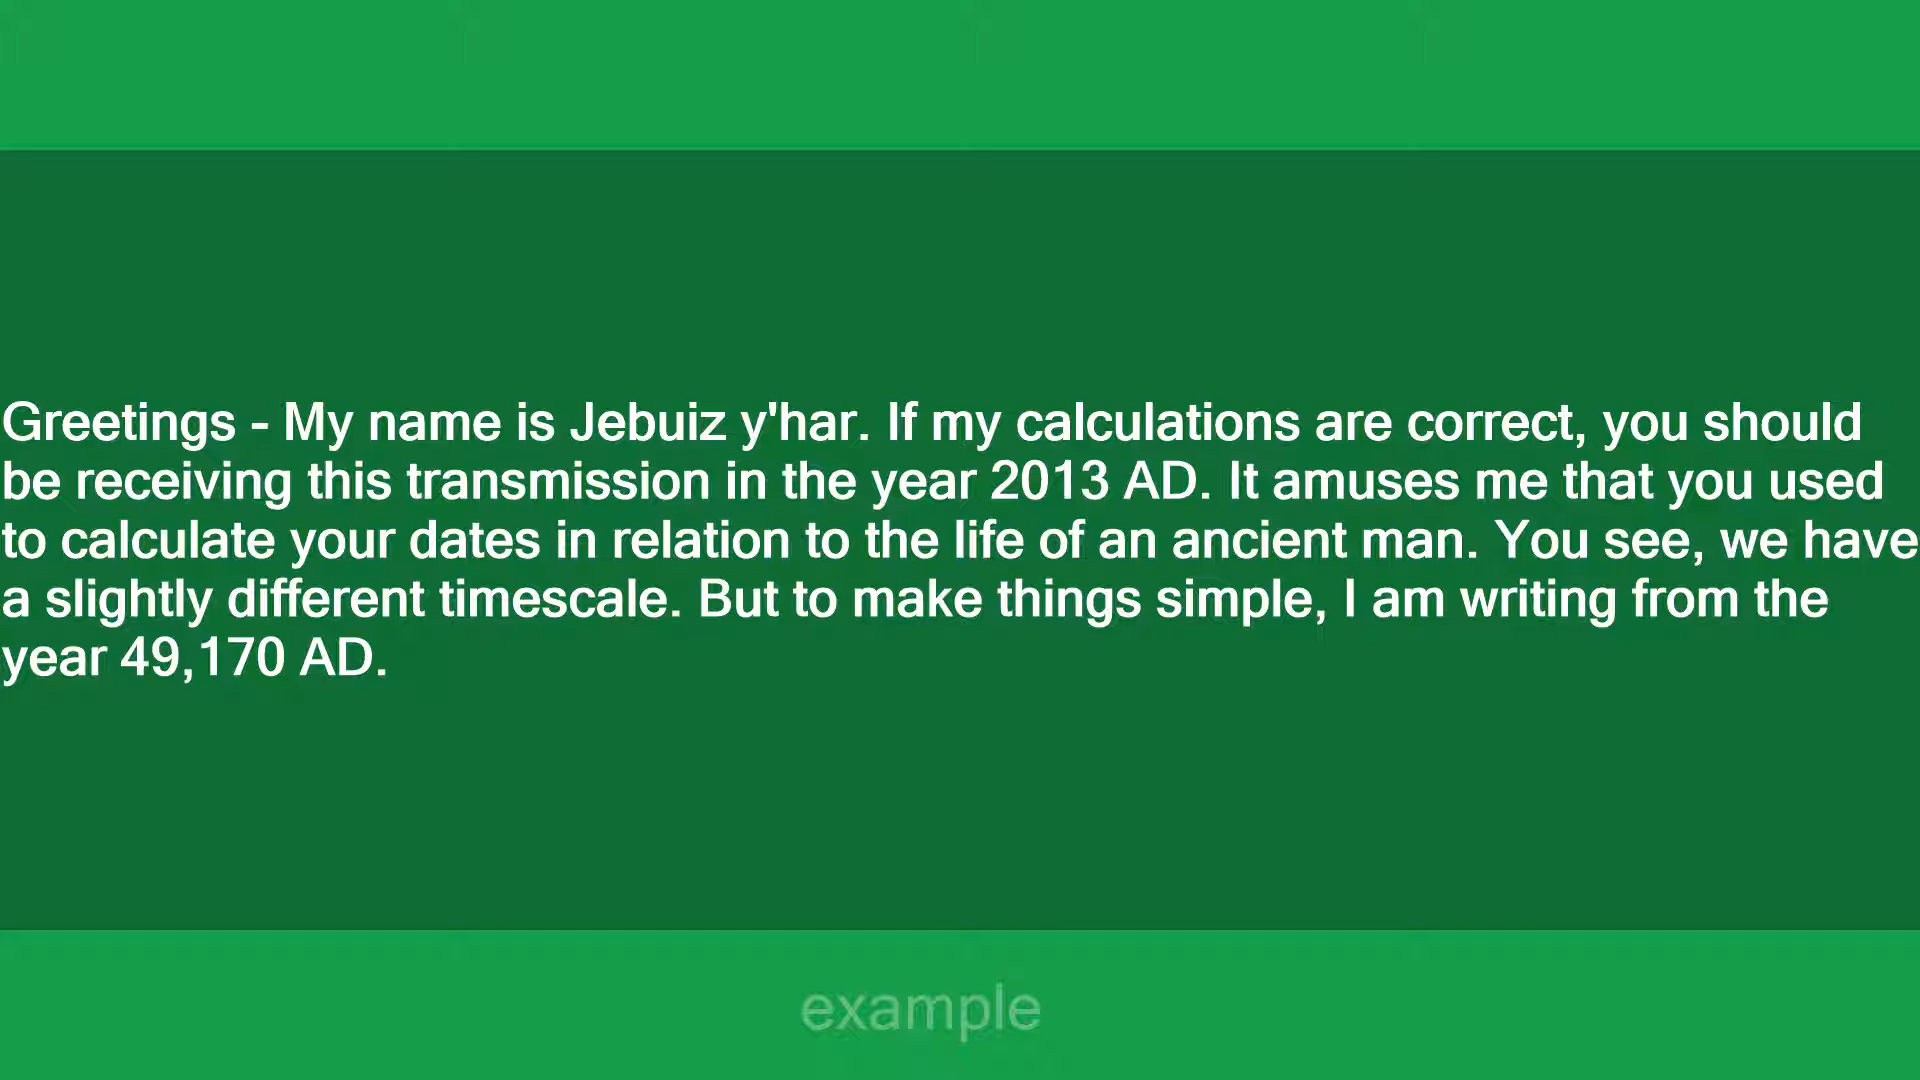 Greetings - My name is Jebuiz y'har. If my calculations are correct, you should
be receiving this transmission in the year 2013 AD. It amuses me that you used
to calculate your dates in relation to the life of an ancient man. You see, we have
a slightly different timescale. But to make things simple, I am writing from the
year 49,170 AD.
example